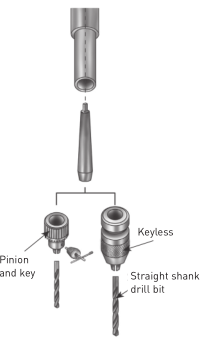 Keyless
Pinion
and key
Straight shank
drill bit